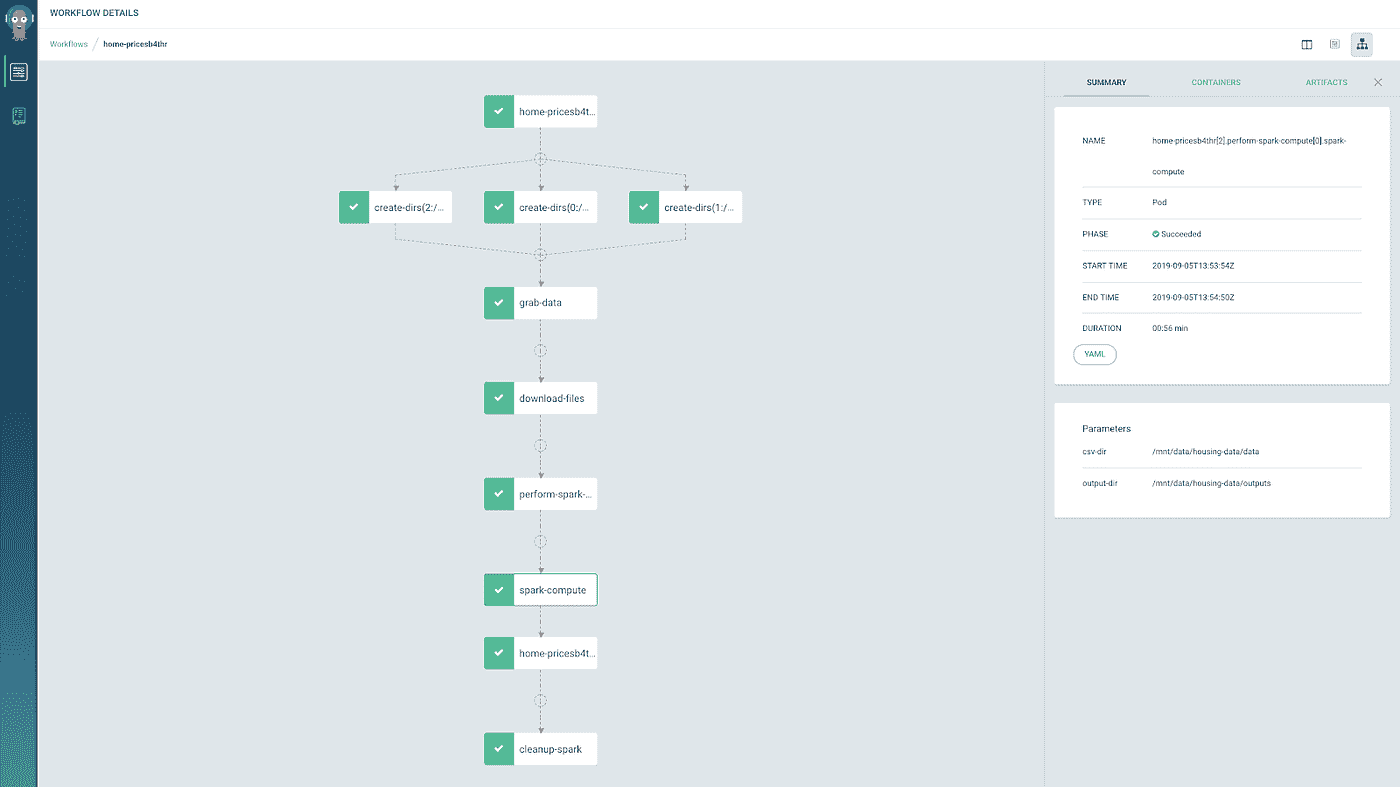 WORKFLOW DETAILS
Workflows / home-pricesb4thr
home-pricesb4t...
create-dirs(2:/... create-dirs(0:/... create-dirs(1:/...
grab-data
download-files
perform-spark-...
spark-compute
home-pricesb4t...
cleanup-spark
SUMMARY CONTAINERS ARTIFACTS
NAME home-pricesb4thr[2].perform-spark-compute[0].spark-
compute
TYPE Pod
PHASE Succeeded
START TIME 2019-09-05T13:53:54Z
END TIME 2019-09-05T13:54:50Z
DURATION 00:56 min
YAML
Parameters
csv-dir /mnt/data/housing-data/data
output-dir /mnt/data/housing-data/outputs